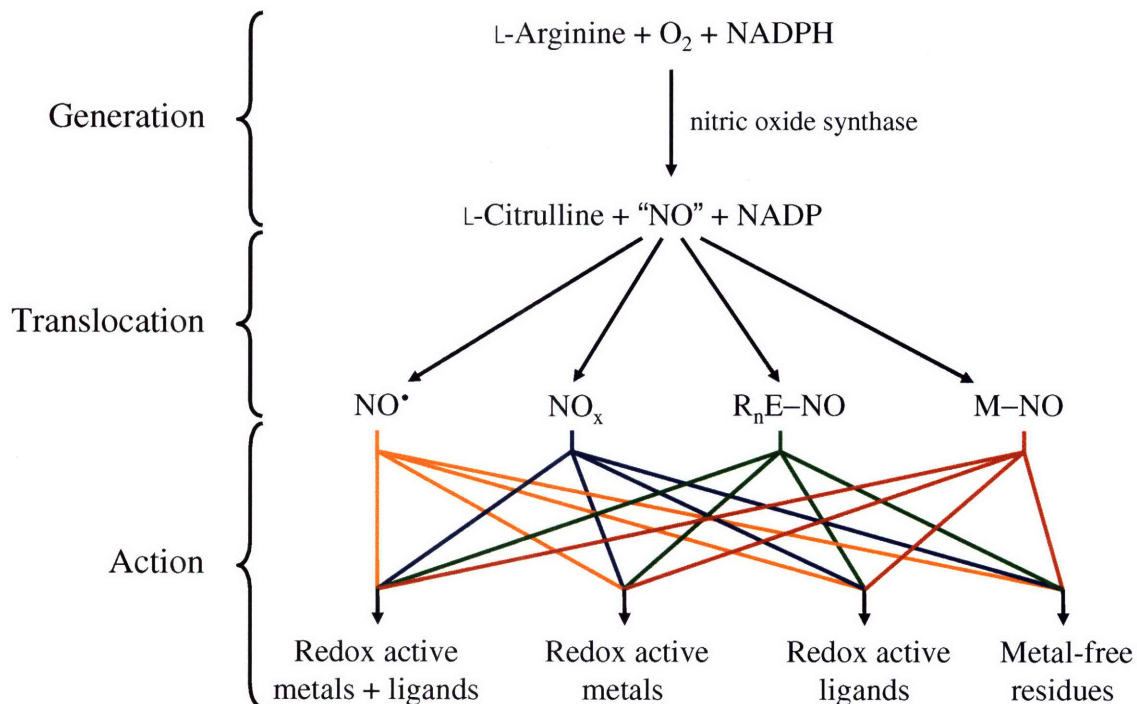 L-Arginine + O₂ + NADPH
Generation
nitric oxide synthase
L-Citrulline + “NO” + NADP
Translocation
NO•
NOₓ
RₙE–NO
M–NO
Action
Redox active
metals + ligands
Redox active
metals
Redox active
ligands
Metal-free
residues